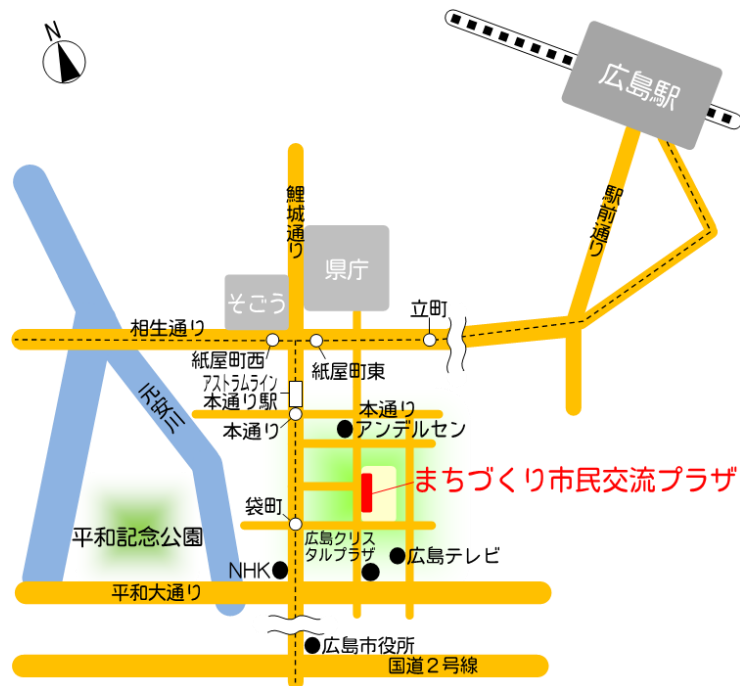 N
広島駅
鯉城通り
駅前通り
県庁
そごう
立町
相生通り
紙屋町西
紙屋町東
アストラムライン
本通り駅
本通り
本通り
アンデルセン
元安川
まちづくり市民交流プラザ
袋町
平和記念公園
広島クリス
タルプラザ
広島テレビ
NHK
平和大通り
広島市役所
国道2号線